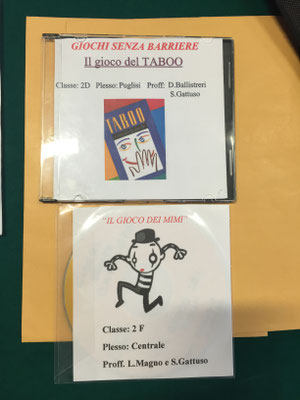 GIOCHI SENZA BARRIERE
Il gioco del TABOO
Classe: 2D Plesso: Puglisi Proff: D.Ballistreri
S.Gattuso
TABOO
"IL GIOCO DEI MIMI"
Classe: 2 F
Plesso: Centrale
Proff. L.Magno e S.Gattuso